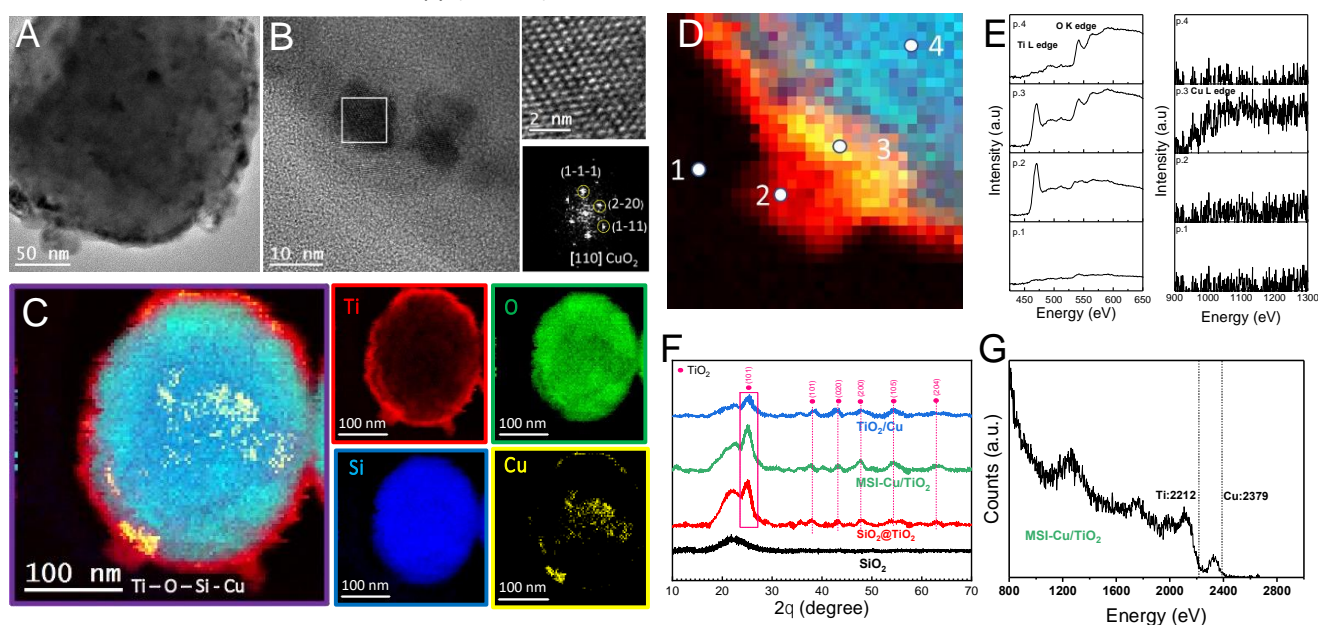 A
50 nm
B
10 nm
2 nm
(1-1-1)
(2-20)
(1-11)
[110] CuO2
C
100 nm
Ti – O – Si - Cu
Ti
100 nm
O
100 nm
Si
100 nm
Cu
100 nm
D
1
2
3
4
E
p.4
O K edge
Ti L edge
p.3
p.2
p.1
Intensity (a.u)
450 500 550 600 650
Energy (eV)
p.4
p.3 Cu L edge
p.2
p.1
Intensity (a.u)
900 1000 1100 1200 1300
Energy (eV)
F
TiO2
(101)
(101)
(020)
(200)
(105)
(204)
TiO2/Cu
MSI-Cu/TiO2
SiO2@TiO2
SiO2
10 20 30 40 50 60 70
2q (degree)
G
Counts (a.u.)
Ti:2212
Cu:2379
MSI-Cu/TiO2
800 1200 1600 2000 2400 2800
Energy (eV)